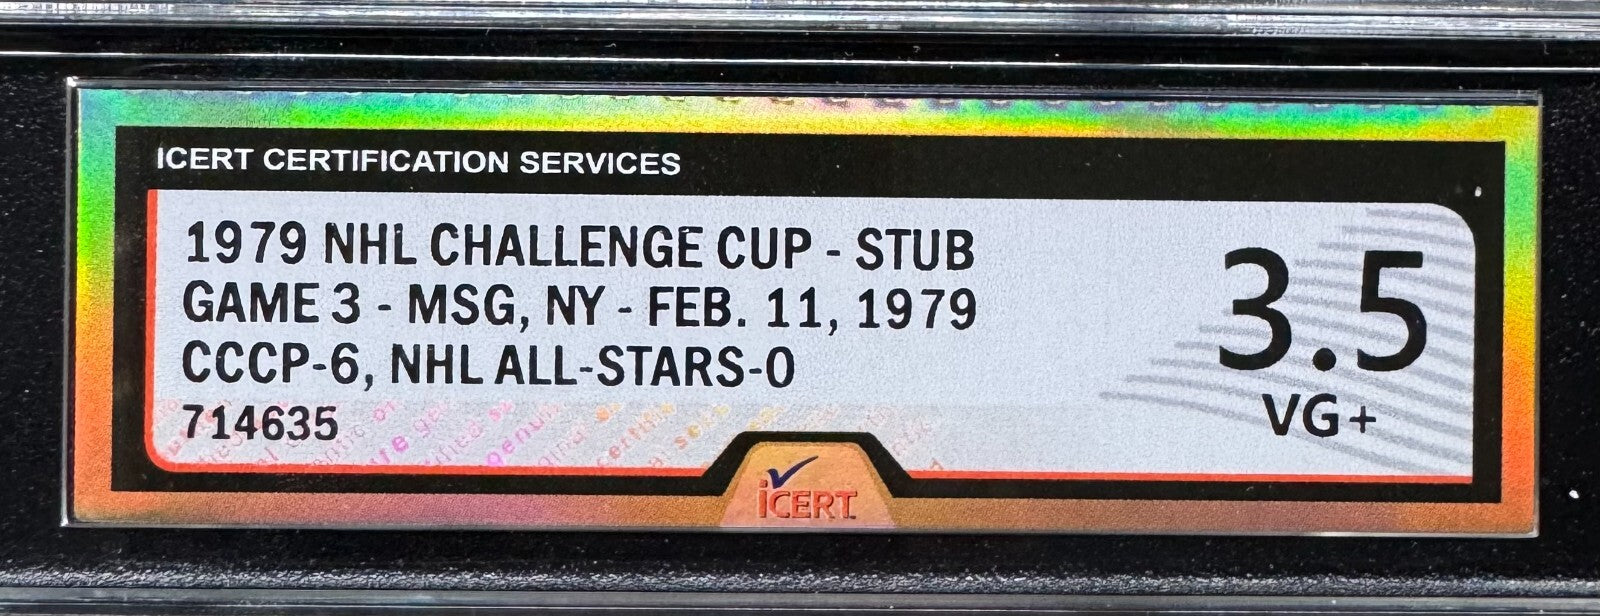 ICERT CERTIFICATION SERVICES
1979 NHL CHALLENGE CUP - STUB
GAME 3 - MSG, NY - FEB. 11, 1979
CCCP-6, NHL ALL-STARS-0
714635
3.5
VG+
iCERT